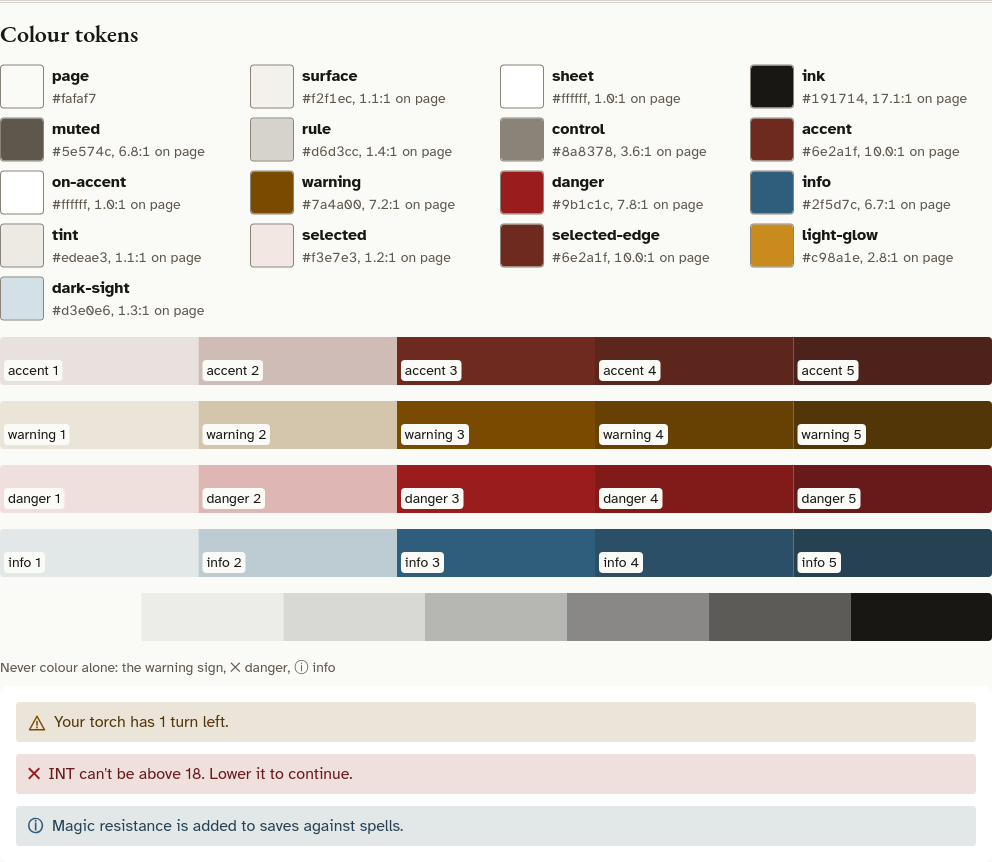 Colour tokens
page surface sheet ink
#fafaf7 #f2f1ec, 1.1:1 on page #ffffff, 1.0:1 on page #191714, 17.1:1 on page
muted rule control accent
#5e574c, 6.8:1 on page #d6d3cc, 1.4:1 on page #8a8378, 3.6:1 on page #6e2a1f, 10.0:1 on page
on-accent warning danger info
#ffffff, 1.0:1 on page #7a4a00, 7.2:1 on page #9b1c1c, 7.8:1 on page #2f5d7c, 6.7:1 on page
tint selected selected-edge light-glow
#edeae3, 1.1:1 on page #f3e7e3, 1.2:1 on page #6e2a1f, 10.0:1 on page #c98a1e, 2.8:1 on page
dark-sight
#d3e0e6, 1.3:1 on page
accent 1 accent 2 accent 3 accent 4 accent 5
warning 1 warning 2 warning 3 warning 4 warning 5
danger 1 danger 2 danger 3 danger 4 danger 5
info 1 info 2 info 3 info 4 info 5
Never colour alone: the warning sign, ✕ danger, ⓘ info
⚠ Your torch has 1 turn left.
✕ INT can't be above 18. Lower it to continue.
ⓘ Magic resistance is added to saves against spells.